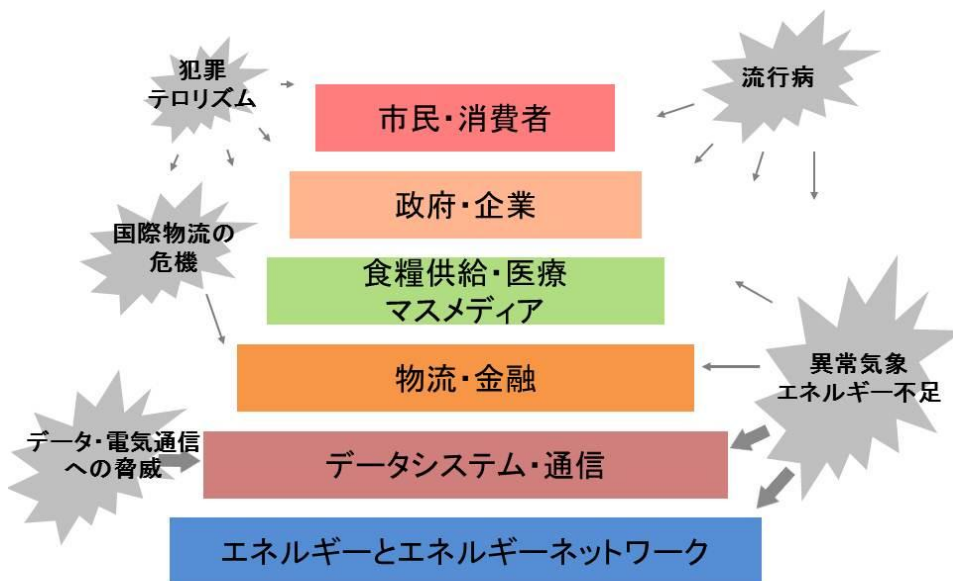 犯罪
テロリズム
流行病
市民・消費者
政府・企業
国際物流の
危機
食糧供給・医療
マスメディア
物流・金融
異常気象
エネルギー不足
データ・電気通信
への脅威
データシステム・通信
エネルギーとエネルギーネットワーク